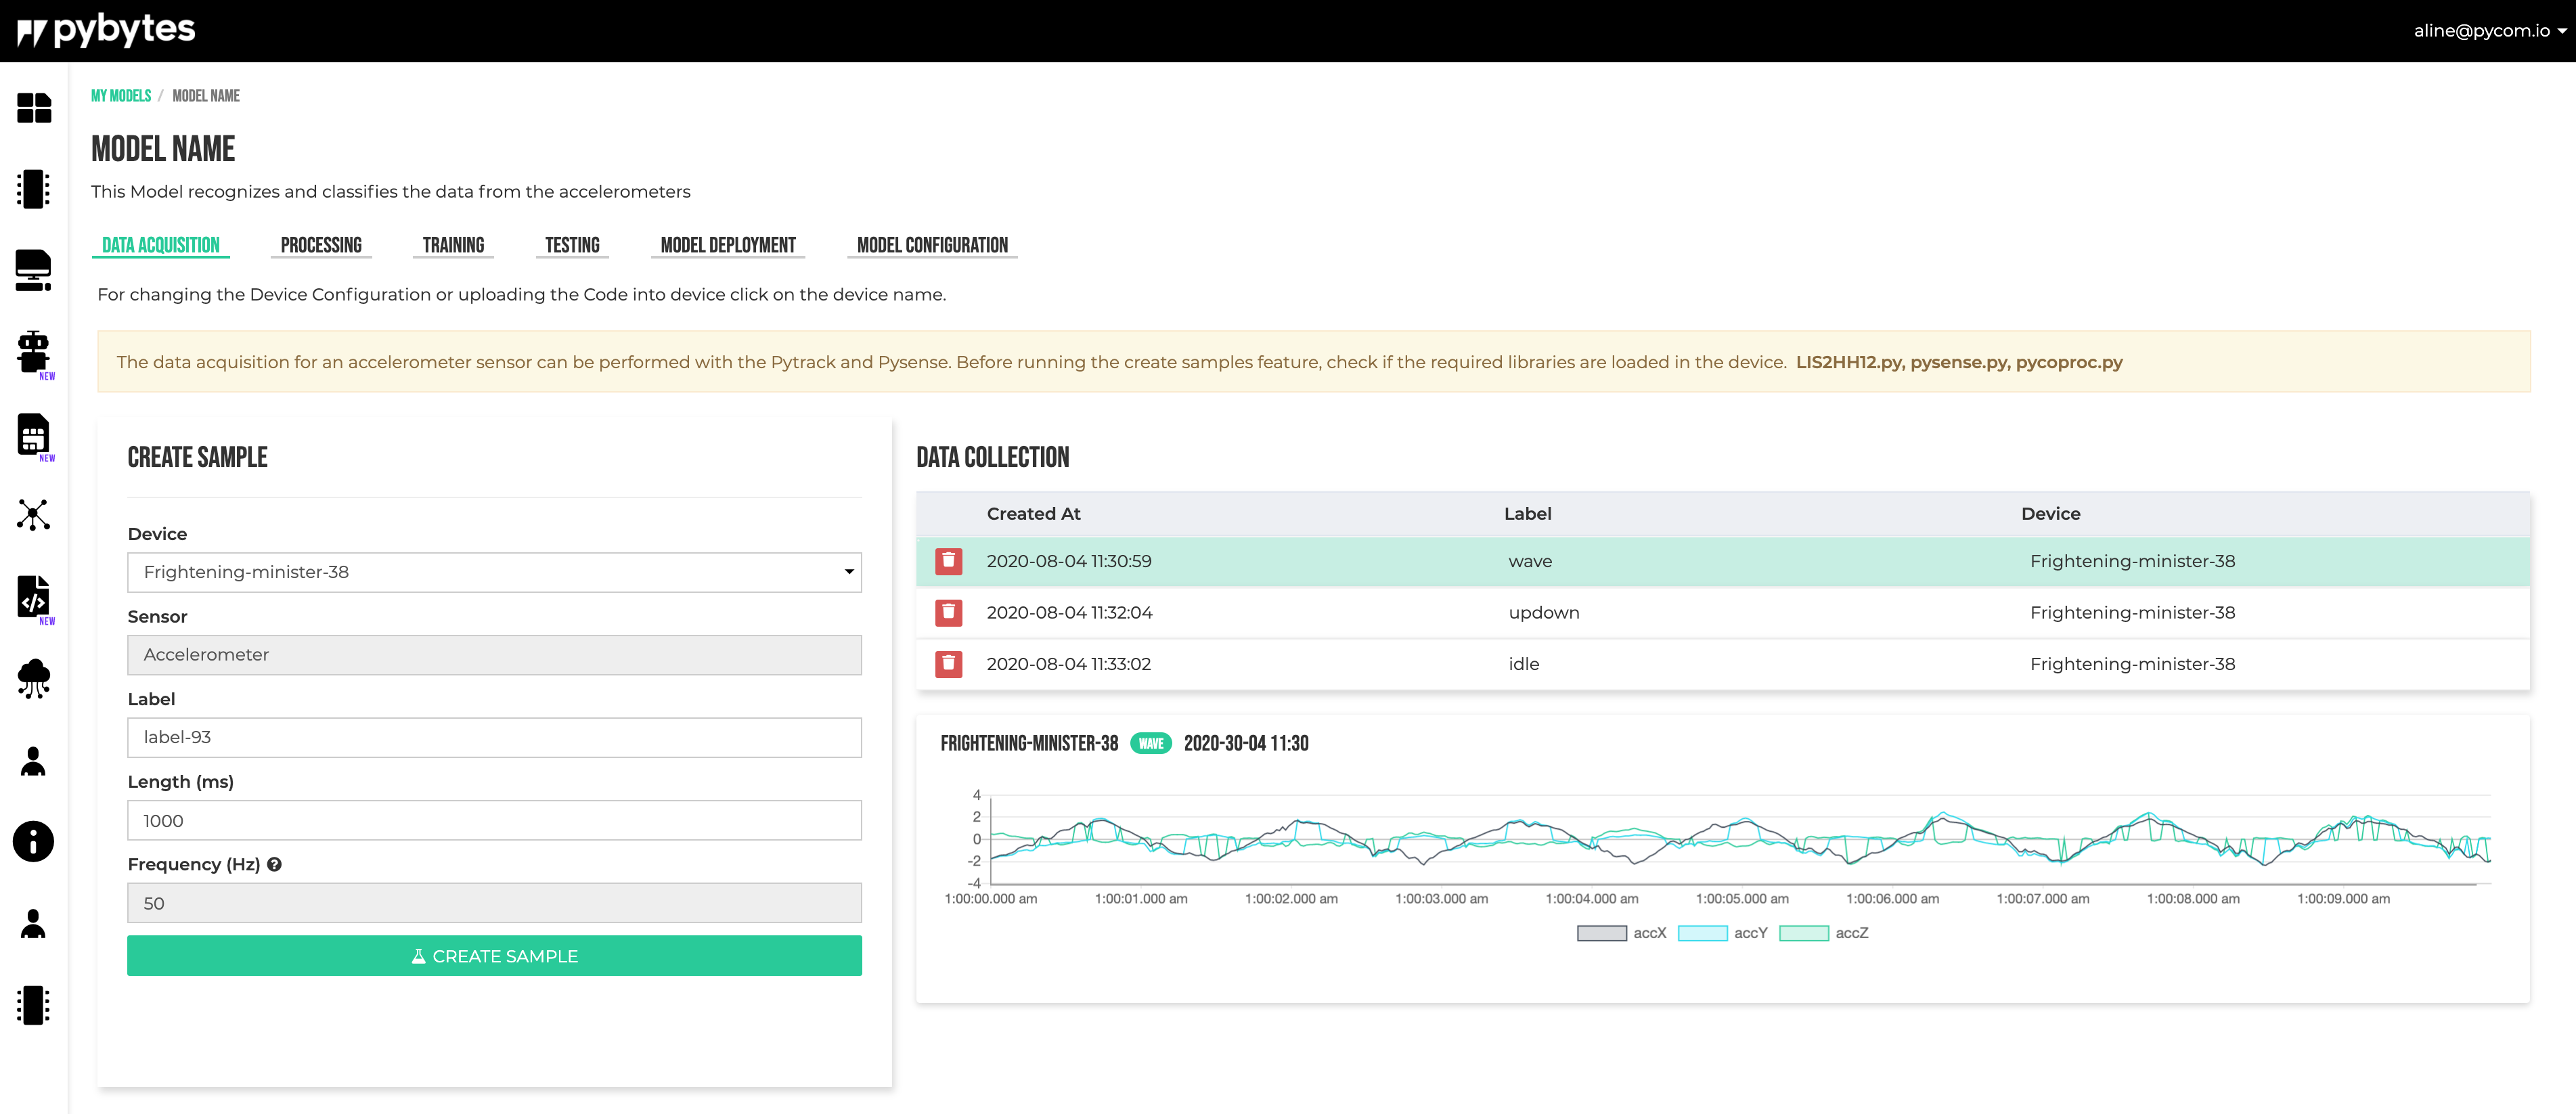 pybytes
aline@pycom.io
MY MODELS / MODEL NAME
MODEL NAME
This Model recognizes and classifies the data from the accelerometers
DATA ACQUISITION PROCESSING TRAINING TESTING MODEL DEPLOYMENT MODEL CONFIGURATION
For changing the Device Configuration or uploading the Code into device click on the device name.
The data acquisition for an accelerometer sensor can be performed with the Pytrack and Pysense. Before running the create samples feature, check if the required libraries are loaded in the device. LIS2HH12.py, pysense.py, pycoproc.py
NEW
NEW
NEW
CREATE SAMPLE
Device
Frightening-minister-38
Sensor
Accelerometer
Label
label-93
Length (ms)
1000
Frequency (Hz) ?
50
CREATE SAMPLE
DATA COLLECTION
Created At Label Device
2020-08-04 11:30:59 wave Frightening-minister-38
2020-08-04 11:32:04 updown Frightening-minister-38
2020-08-04 11:33:02 idle Frightening-minister-38
FRIGHTENING-MINISTER-38 WAVE 2020-30-04 11:30
4
2
0
-2
-4
1:00:00.000 am 1:00:01.000 am 1:00:02.000 am 1:00:03.000 am 1:00:04.000 am 1:00:05.000 am 1:00:06.000 am 1:00:07.000 am 1:00:08.000 am 1:00:09.000 am
accX accY accZ